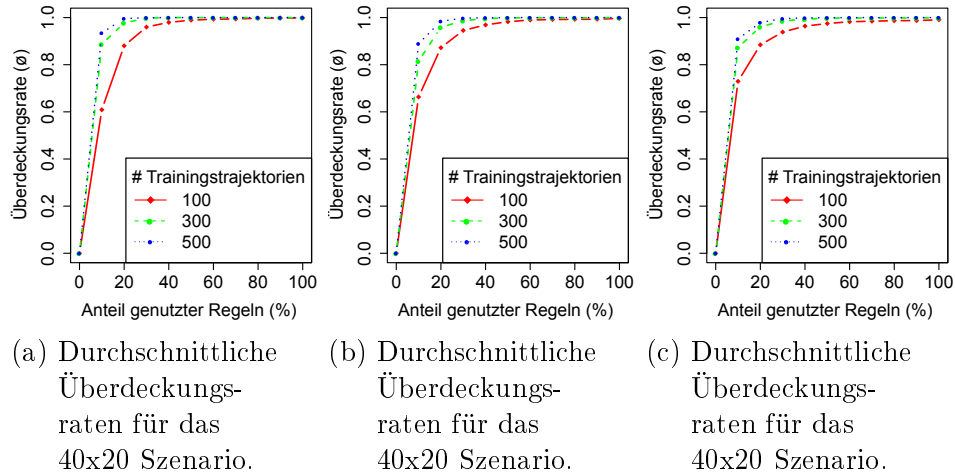 Überdeckungsrate (ø)
0.0 0.2 0.4 0.6 0.8 1.0
# Trainingstrajektorien
100
300
500
0 20 40 60 80 100
Anteil genutzter Regeln (%)
(a) Durchschnittliche
Überdeckungs-
raten für das
40x20 Szenario.
Überdeckungsrate (ø)
0.0 0.2 0.4 0.6 0.8 1.0
# Trainingstrajektorien
100
300
500
0 20 40 60 80 100
Anteil genutzter Regeln (%)
(b) Durchschnittliche
Überdeckungs-
raten für das
40x20 Szenario.
Überdeckungsrate (ø)
0.0 0.2 0.4 0.6 0.8 1.0
# Trainingstrajektorien
100
300
500
0 20 40 60 80 100
Anteil genutzter Regeln (%)
(c) Durchschnittliche
Überdeckungs-
raten für das
40x20 Szenario.